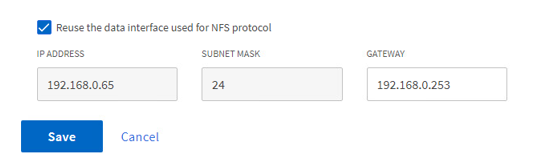 Reuse the data interface used for NFS protocol
IP ADDRESS SUBNET MASK GATEWAY
192.168.0.65 24 192.168.0.253
Save Cancel